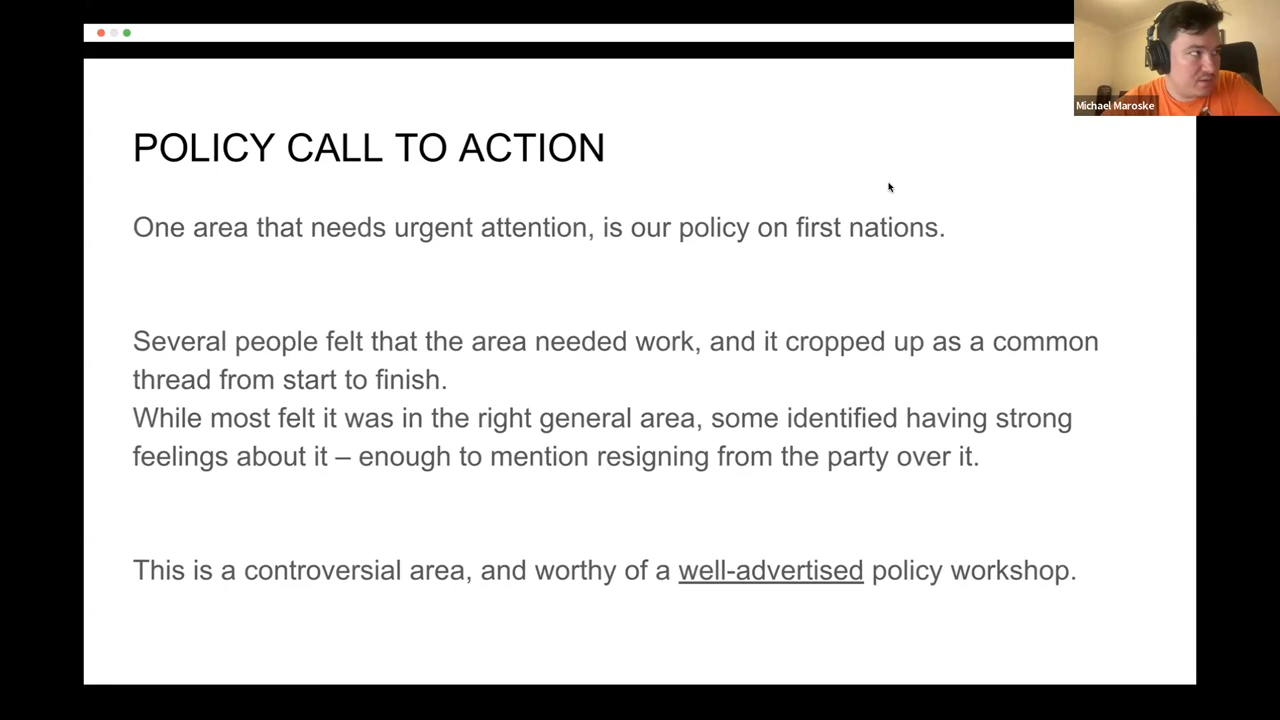 Michael Maroske
POLICY CALL TO ACTION
One area that needs urgent attention, is our policy on first nations.
Several people felt that the area needed work, and it cropped up as a common
thread from start to finish.
While most felt it was in the right general area, some identified having strong
feelings about it – enough to mention resigning from the party over it.
This is a controversial area, and worthy of a well-advertised policy workshop.